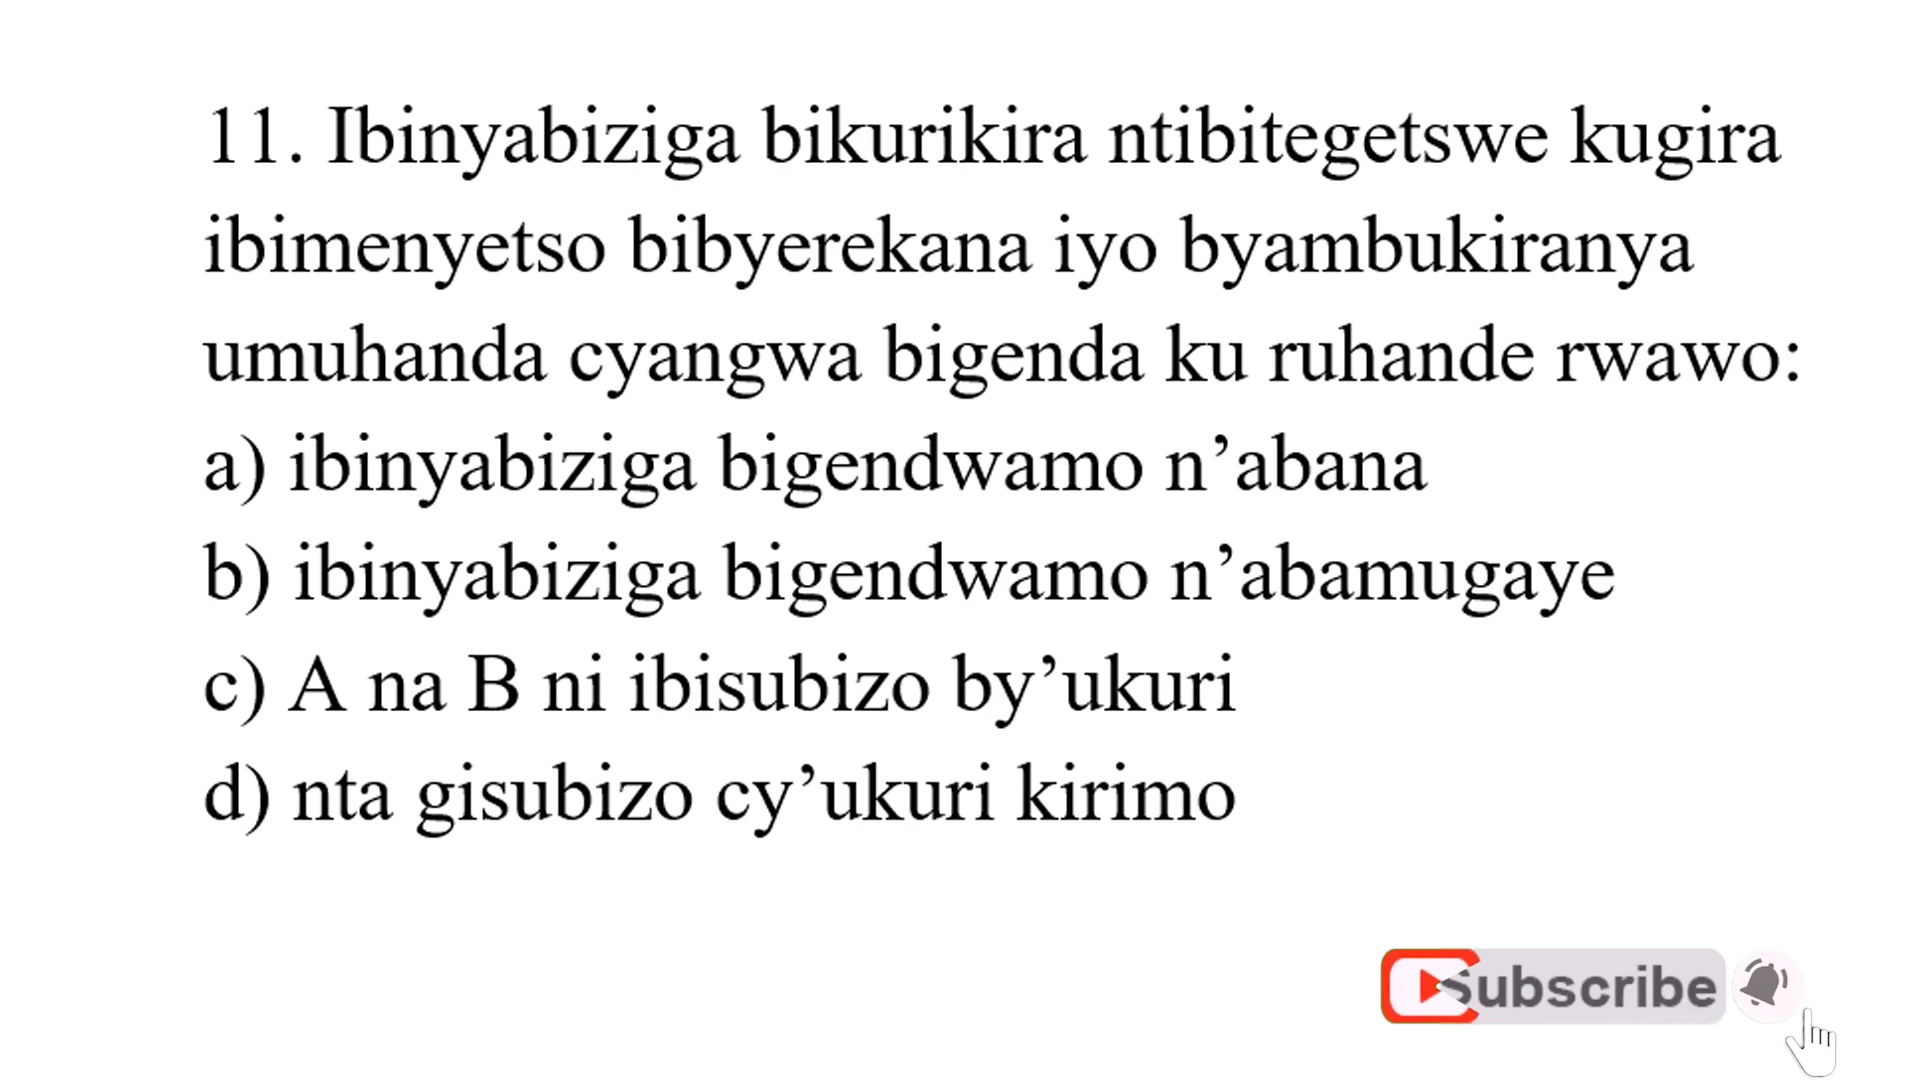 11. Ibinyabiziga bikurikira ntibitegetswe kugira
ibimenyetso bibyerekana iyo byambukiranya
umuhanda cyangwa bigenda ku ruhande rwawo:
a) ibinyabiziga bigendwamo n’abana
b) ibinyabiziga bigendwamo n’abamugaye
c) A na B ni ibisubizo by’ukuri
d) nta gisubizo cy’ukuri kirimo
Subscribe